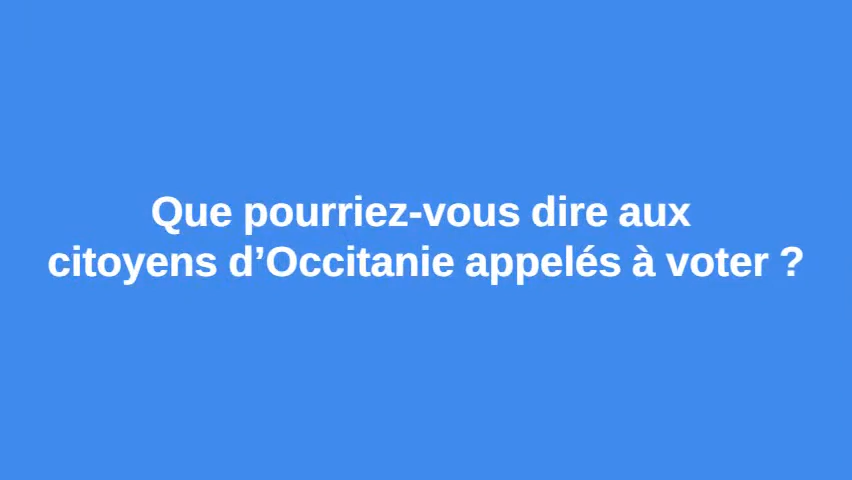 Que pourriez-vous dire aux
citoyens d’Occitanie appelés à voter ?